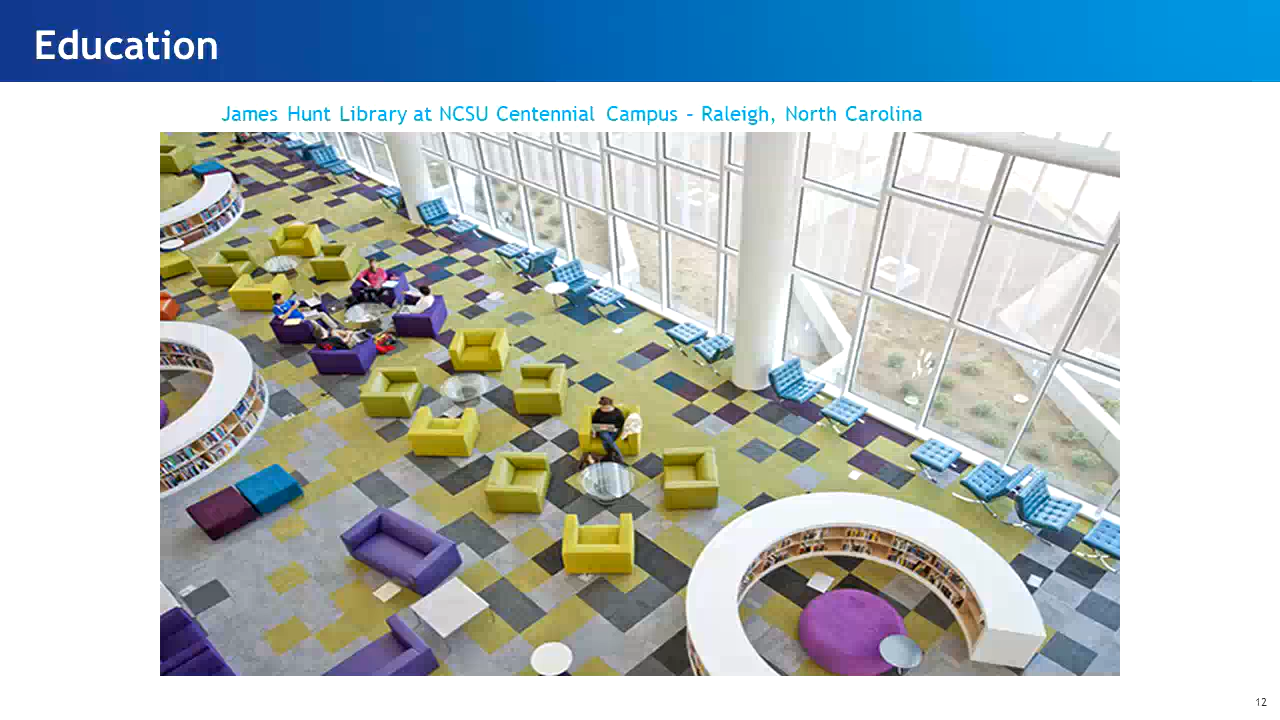 Education
James Hunt Library at NCSU Centennial Campus – Raleigh, North Carolina
12